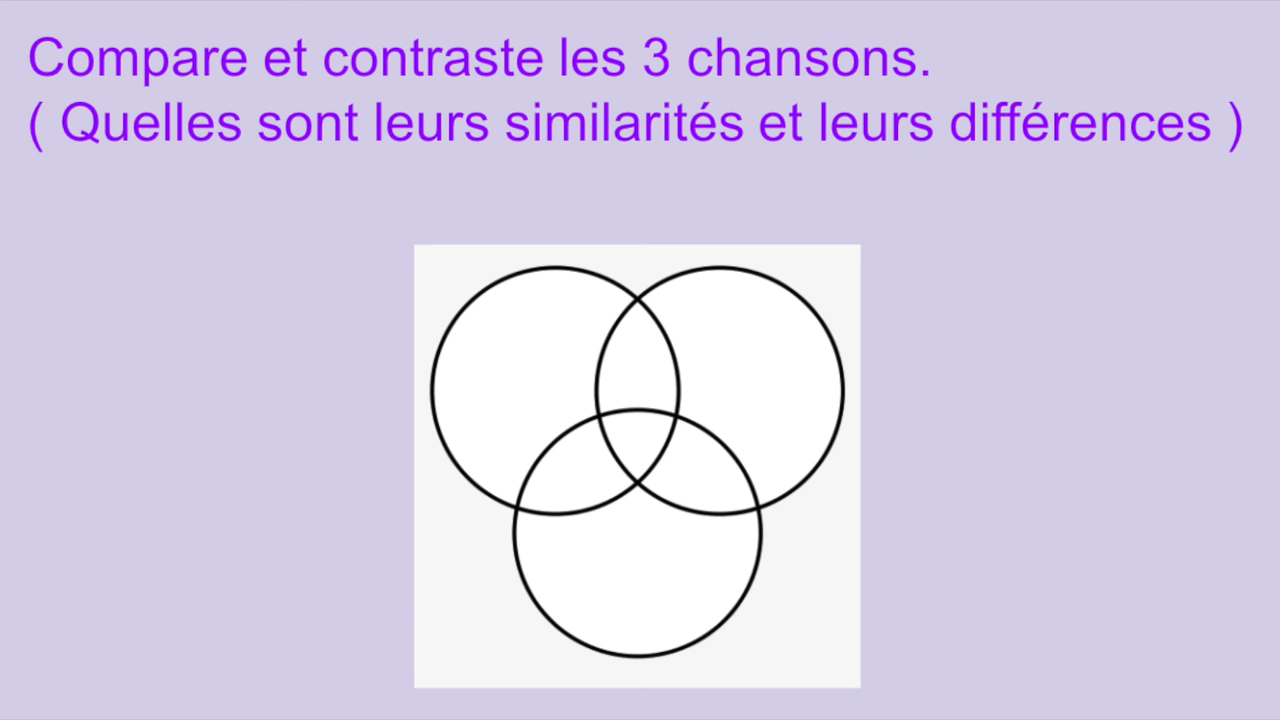 Compare et contraste les 3 chansons.
( Quelles sont leurs similarités et leurs différences )